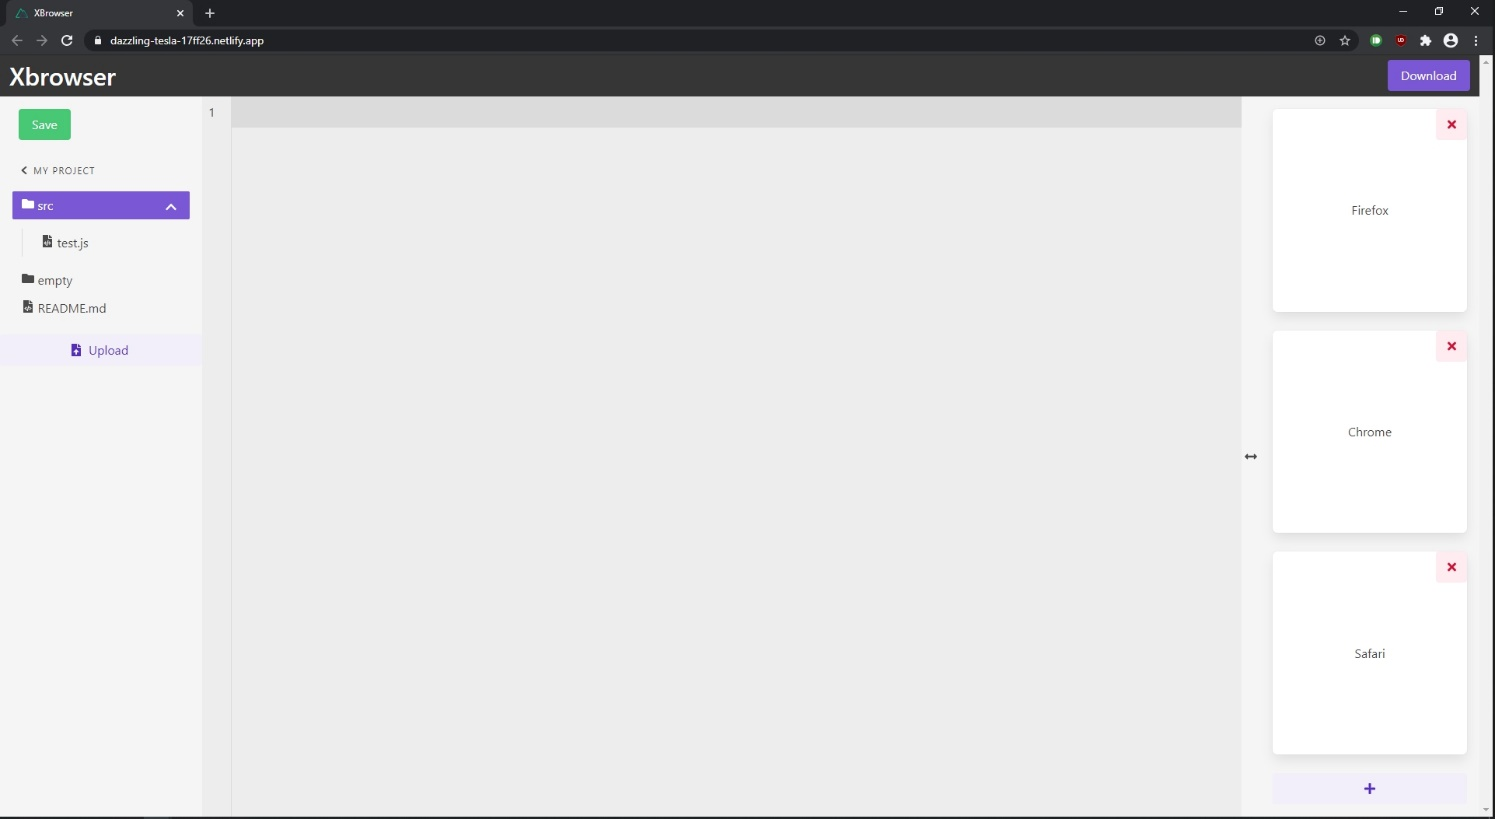 XBrowser
dazzling-tesla-17ff26.netlify.app
Xbrowser
Download
Save
1
MY PROJECT
src
test.js
empty
README.md
Upload
Firefox
Chrome
Safari